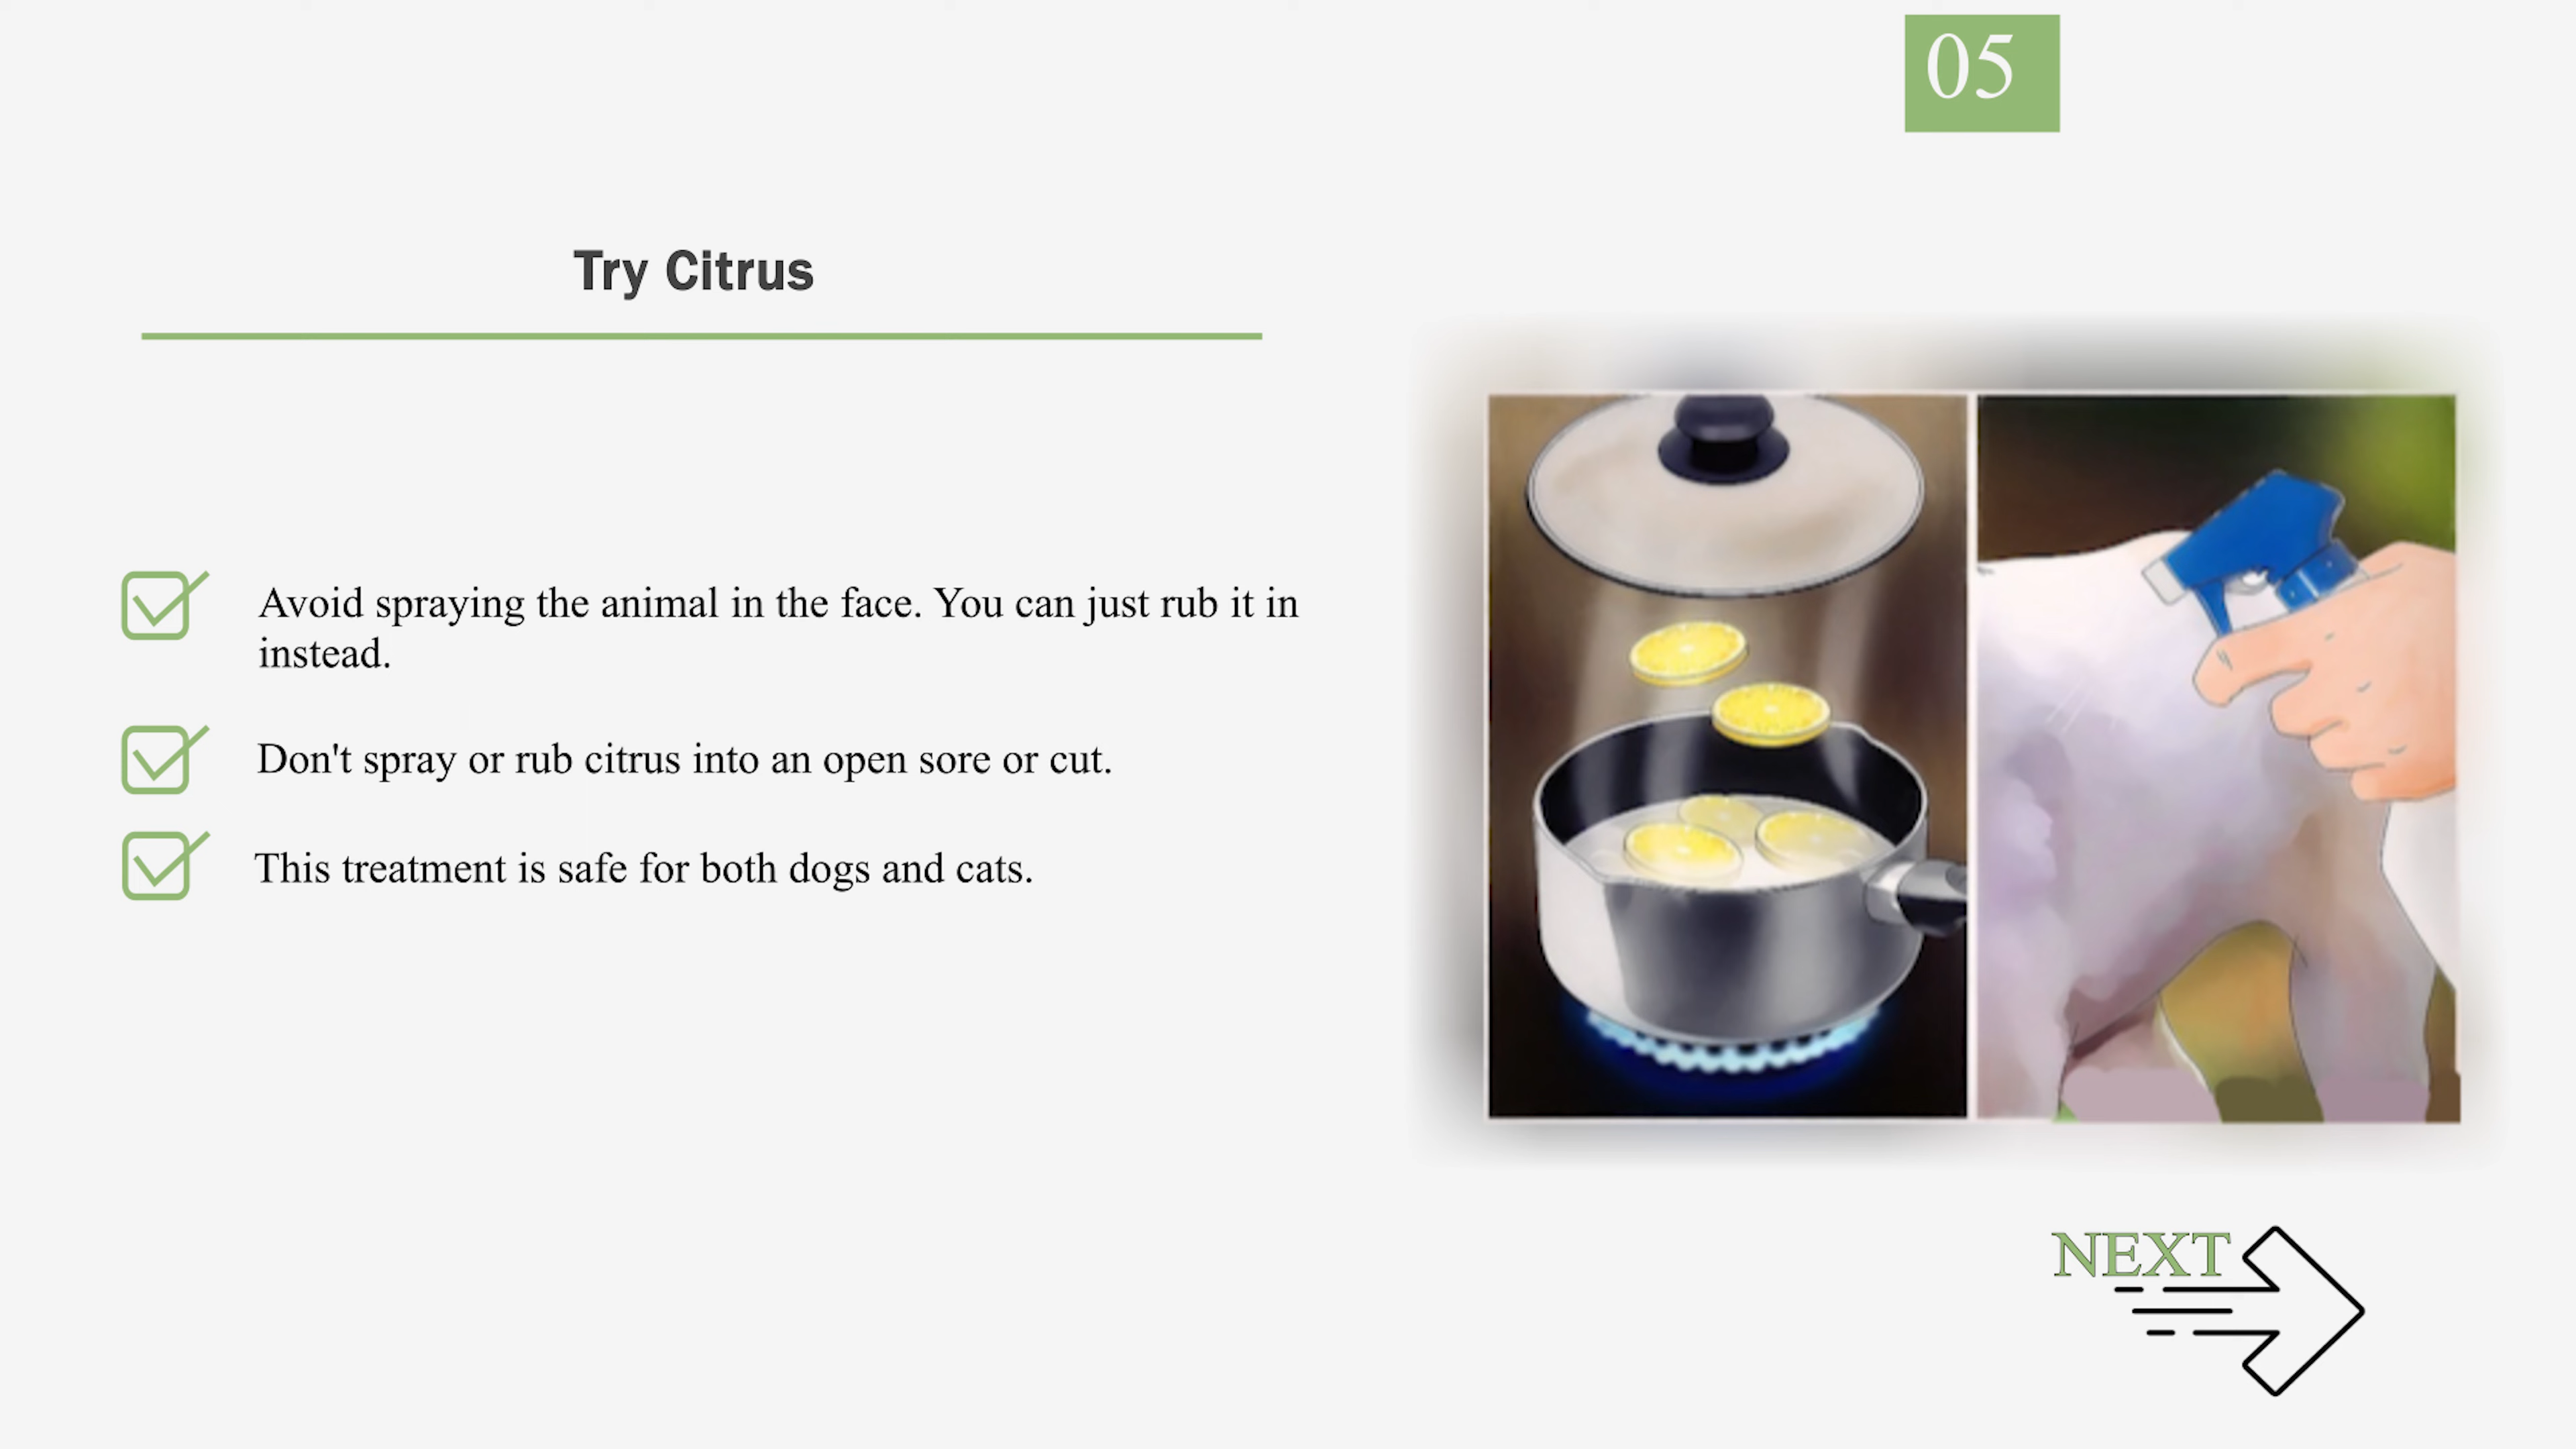 05
Try Citrus
Avoid spraying the animal in the face. You can just rub it in
instead.
Don't spray or rub citrus into an open sore or cut.
This treatment is safe for both dogs and cats.
NEXT